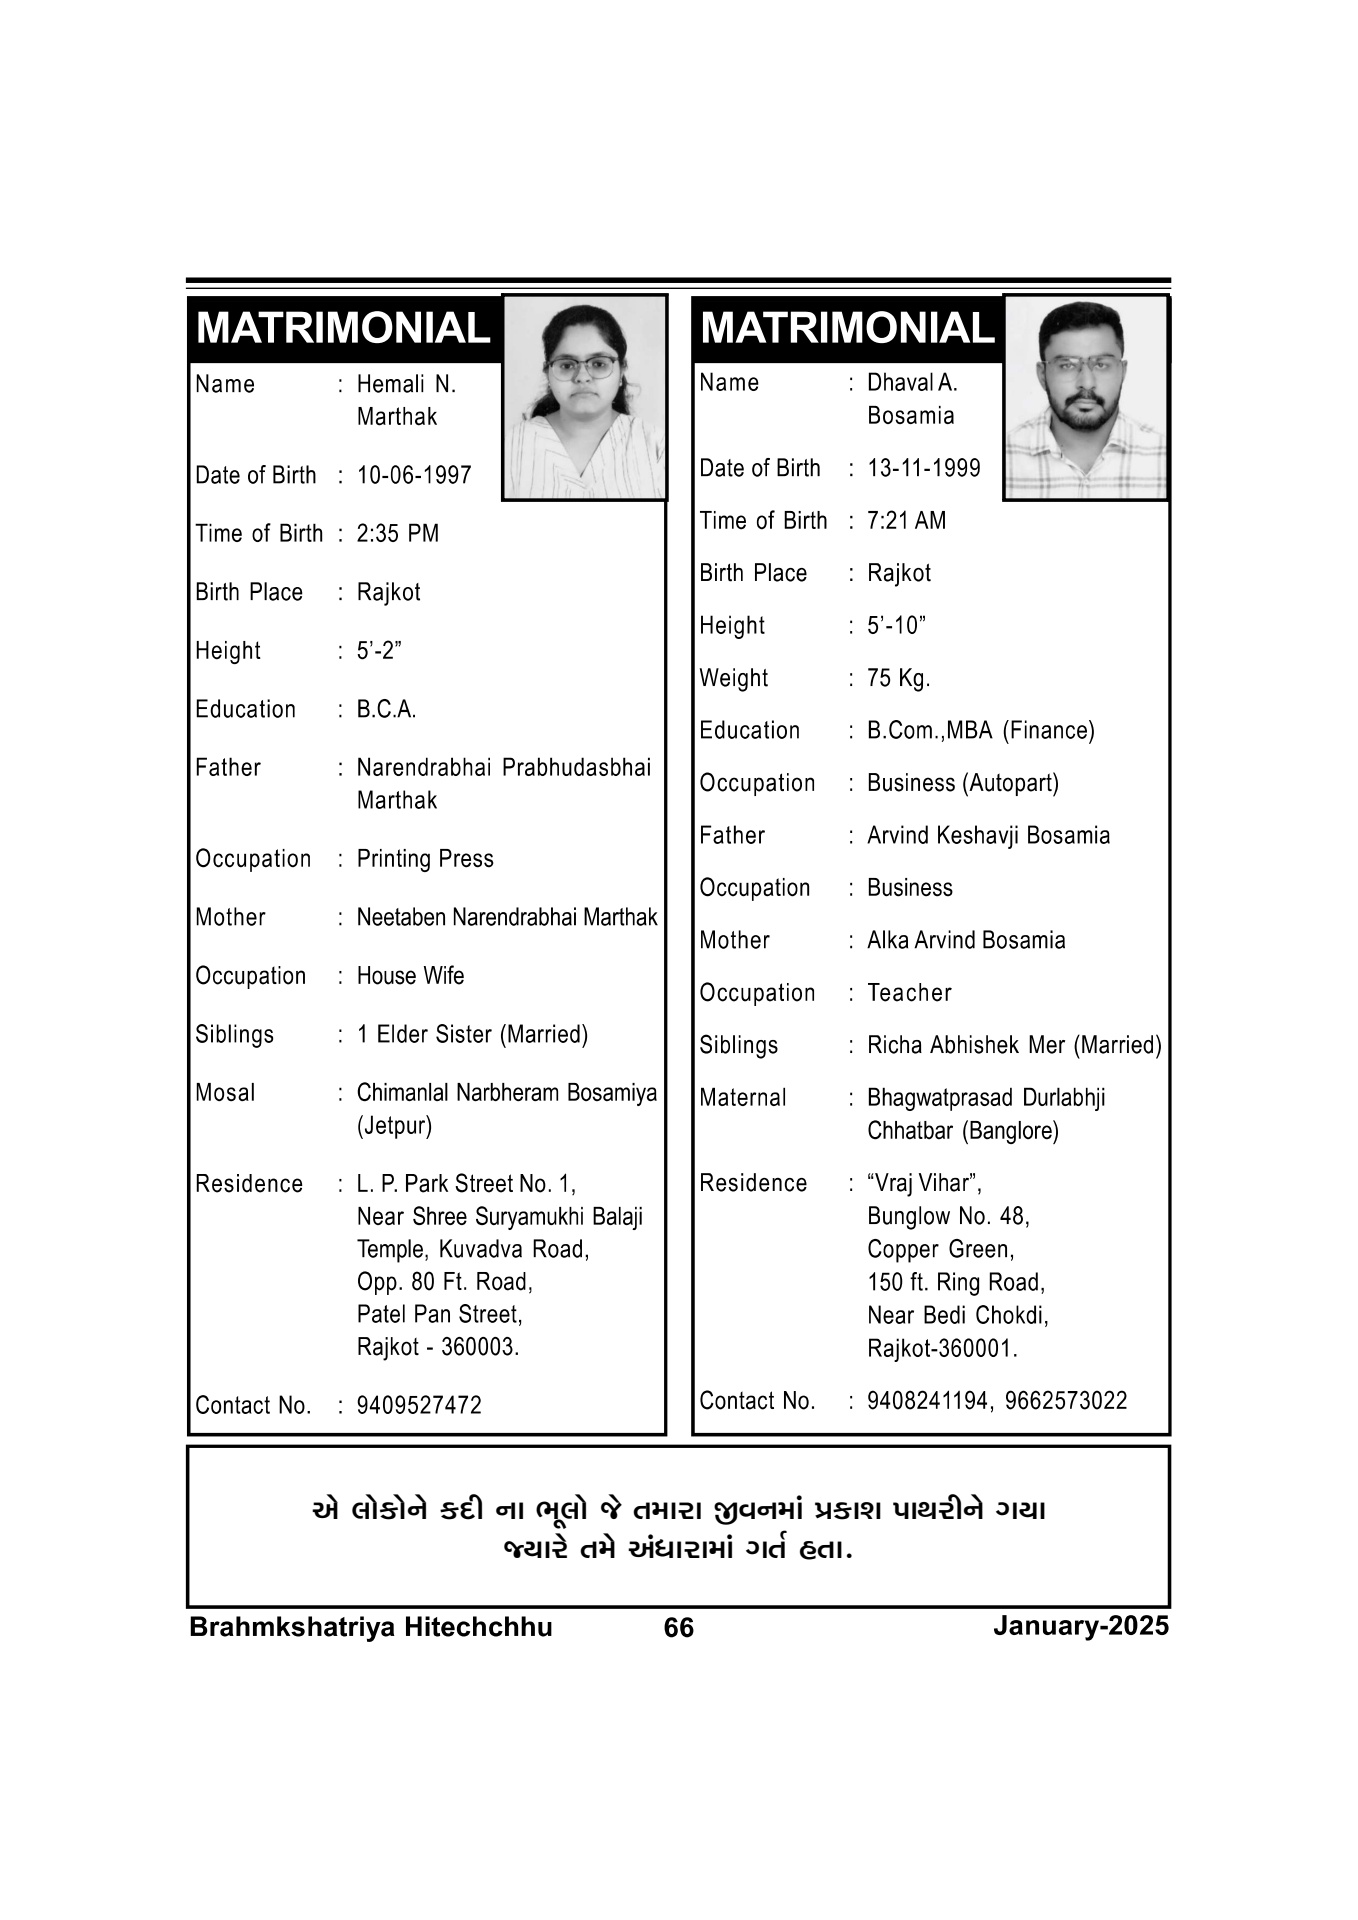 MATRIMONIAL
Name : Hemali N.
Marthak
Date of Birth : 10-06-1997
Time of Birth : 2:35 PM
Birth Place : Rajkot
Height : 5’-2”
Education : B.C.A.
Father : Narendrabhai Prabhudasbhai
Marthak
Occupation : Printing Press
Mother : Neetaben Narendrabhai Marthak
Occupation : House Wife
Siblings : 1 Elder Sister (Married)
Mosal : Chimanlal Narbheram Bosamiya
(Jetpur)
Residence : L. P. Park Street No. 1,
Near Shree Suryamukhi Balaji
Temple, Kuvadva Road,
Opp. 80 Ft. Road,
Patel Pan Street,
Rajkot - 360003.
Contact No. : 9409527472
MATRIMONIAL
Name : Dhaval A.
Bosamia
Date of Birth : 13-11-1999
Time of Birth : 7:21 AM
Birth Place : Rajkot
Height : 5’-10”
Weight : 75 Kg.
Education : B.Com.,MBA (Finance)
Occupation : Business (Autopart)
Father : Arvind Keshavji Bosamia
Occupation : Business
Mother : Alka Arvind Bosamia
Occupation : Teacher
Siblings : Richa Abhishek Mer (Married)
Maternal : Bhagwatprasad Durlabhji
Chhatbar (Banglore)
Residence : “Vraj Vihar”,
Bunglow No. 48,
Copper Green,
150 ft. Ring Road,
Near Bedi Chokdi,
Rajkot-360001.
Contact No. : 9408241194, 9662573022
એ લોકોને કદી ના ભૂલો જે તમારા જીવનમાં પ્રકાશ પાથરીને ગયા
જ્યારે તમે અંધારામાં ગર્ત હતા.
Brahmkshatriya Hitechchhu 66 January-2025